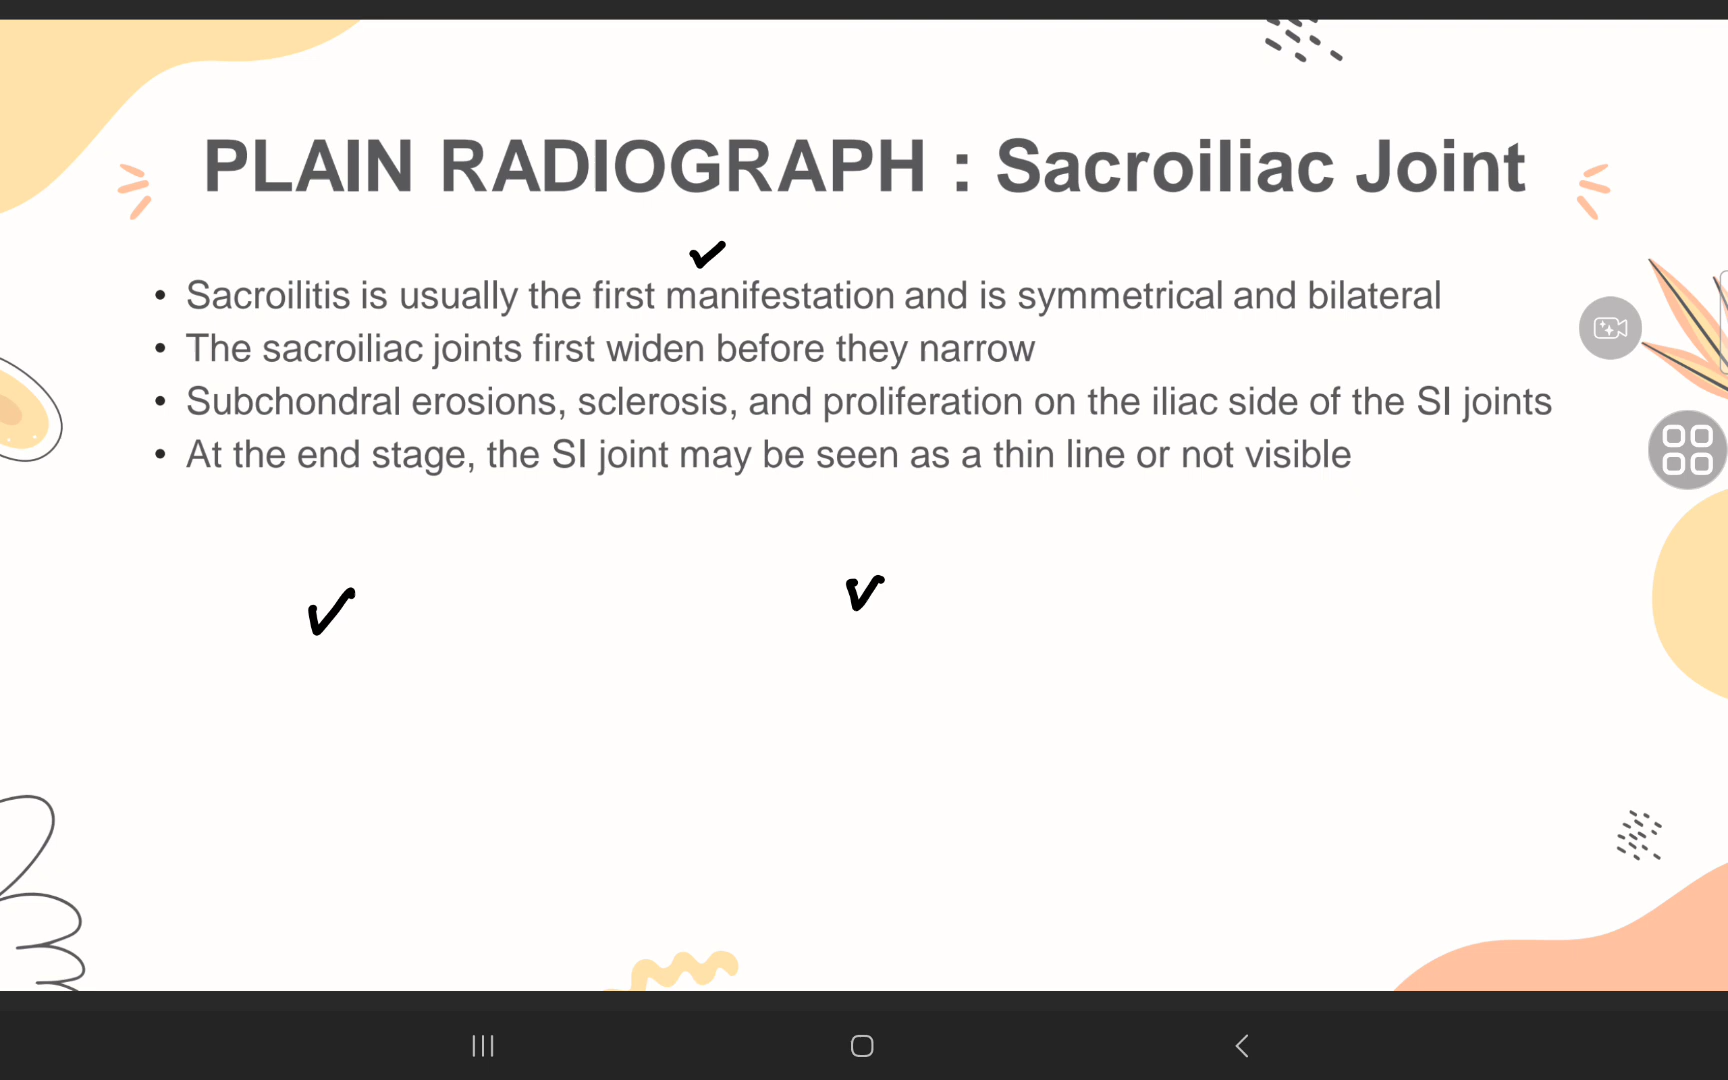 PLAIN RADIOGRAPH : Sacroiliac Joint
• Sacroilitis is usually the first manifestation and is symmetrical and bilateral
• The sacroiliac joints first widen before they narrow
• Subchondral erosions, sclerosis, and proliferation on the iliac side of the SI joints
• At the end stage, the SI joint may be seen as a thin line or not visible